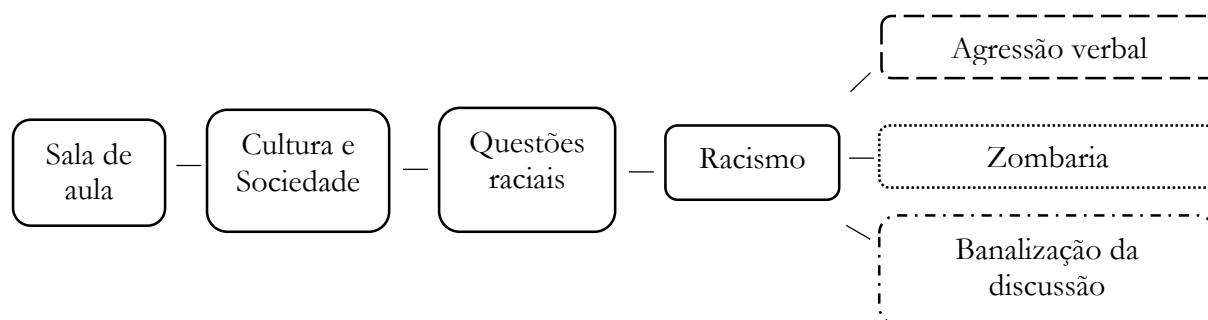 Sala de
aula
Cultura e
Sociedade
Questões
raciais
Racismo
Agressão verbal
Zombaria
Banalização da
discussão